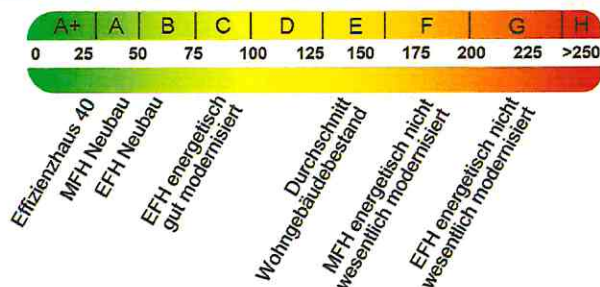 A+ A B C D E F G H
0 25 50 75 100 125 150 175 200 225 >250
Effizienzhaus 40
MFH Neubau
EFH Neubau
EFH energetisch
gut modernisiert
Durchschnitt
Wohngebäudebestand
MFH energetisch nicht
wesentlich modernisiert
EFH energetisch nicht
wesentlich modernisiert